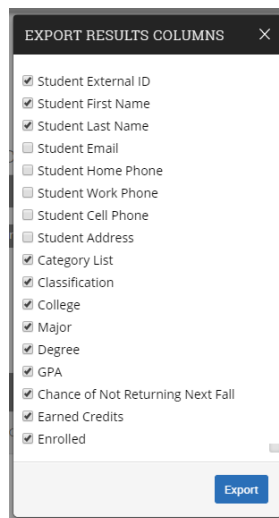 EXPORT RESULTS COLUMNS
Student External ID
Student First Name
Student Last Name
Student Email
Student Home Phone
Student Work Phone
Student Cell Phone
Student Address
Category List
Classification
College
Major
Degree
GPA
Chance of Not Returning Next Fall
Earned Credits
Enrolled
Export